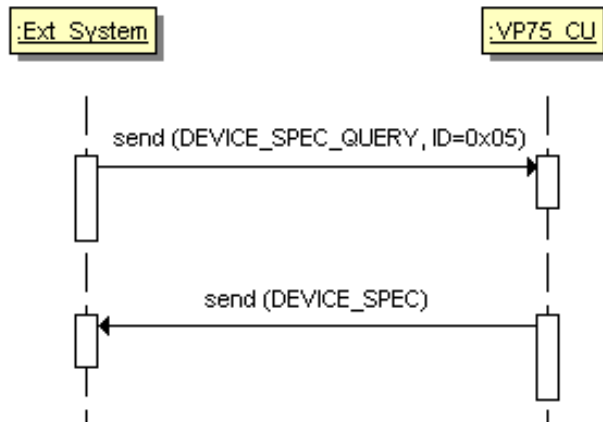 :Ext_System
:VP75_CU
send (DEVICE_SPEC_QUERY, ID=0x05)
send (DEVICE_SPEC)